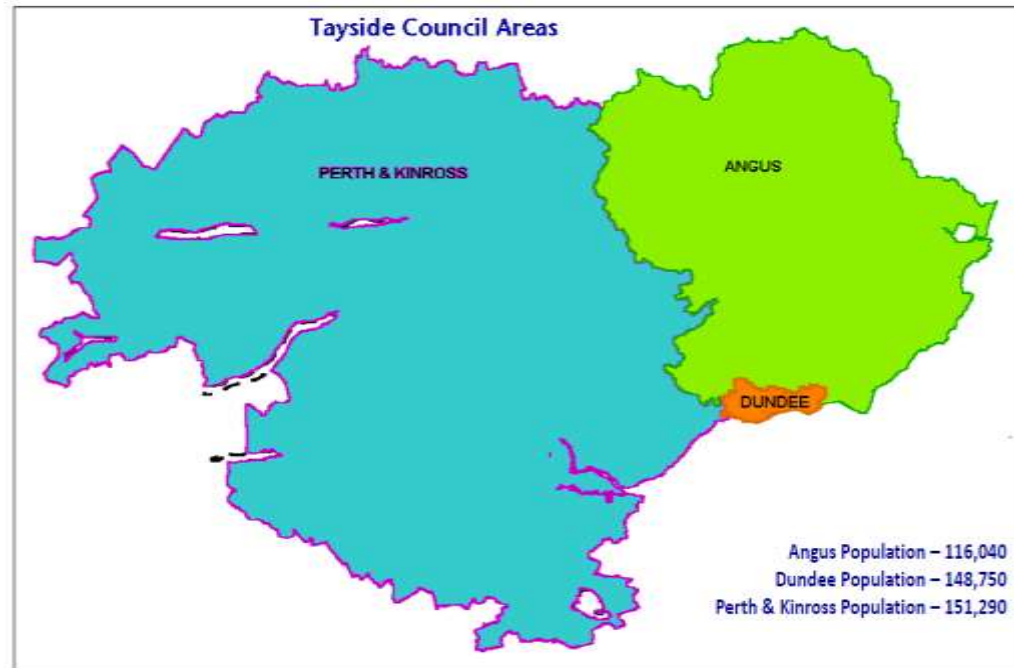 Tayside Council Areas
PERTH & KINROSS
ANGUS
DUNDEE
Angus Population – 116,040
Dundee Population – 148,750
Perth & Kinross Population – 151,290